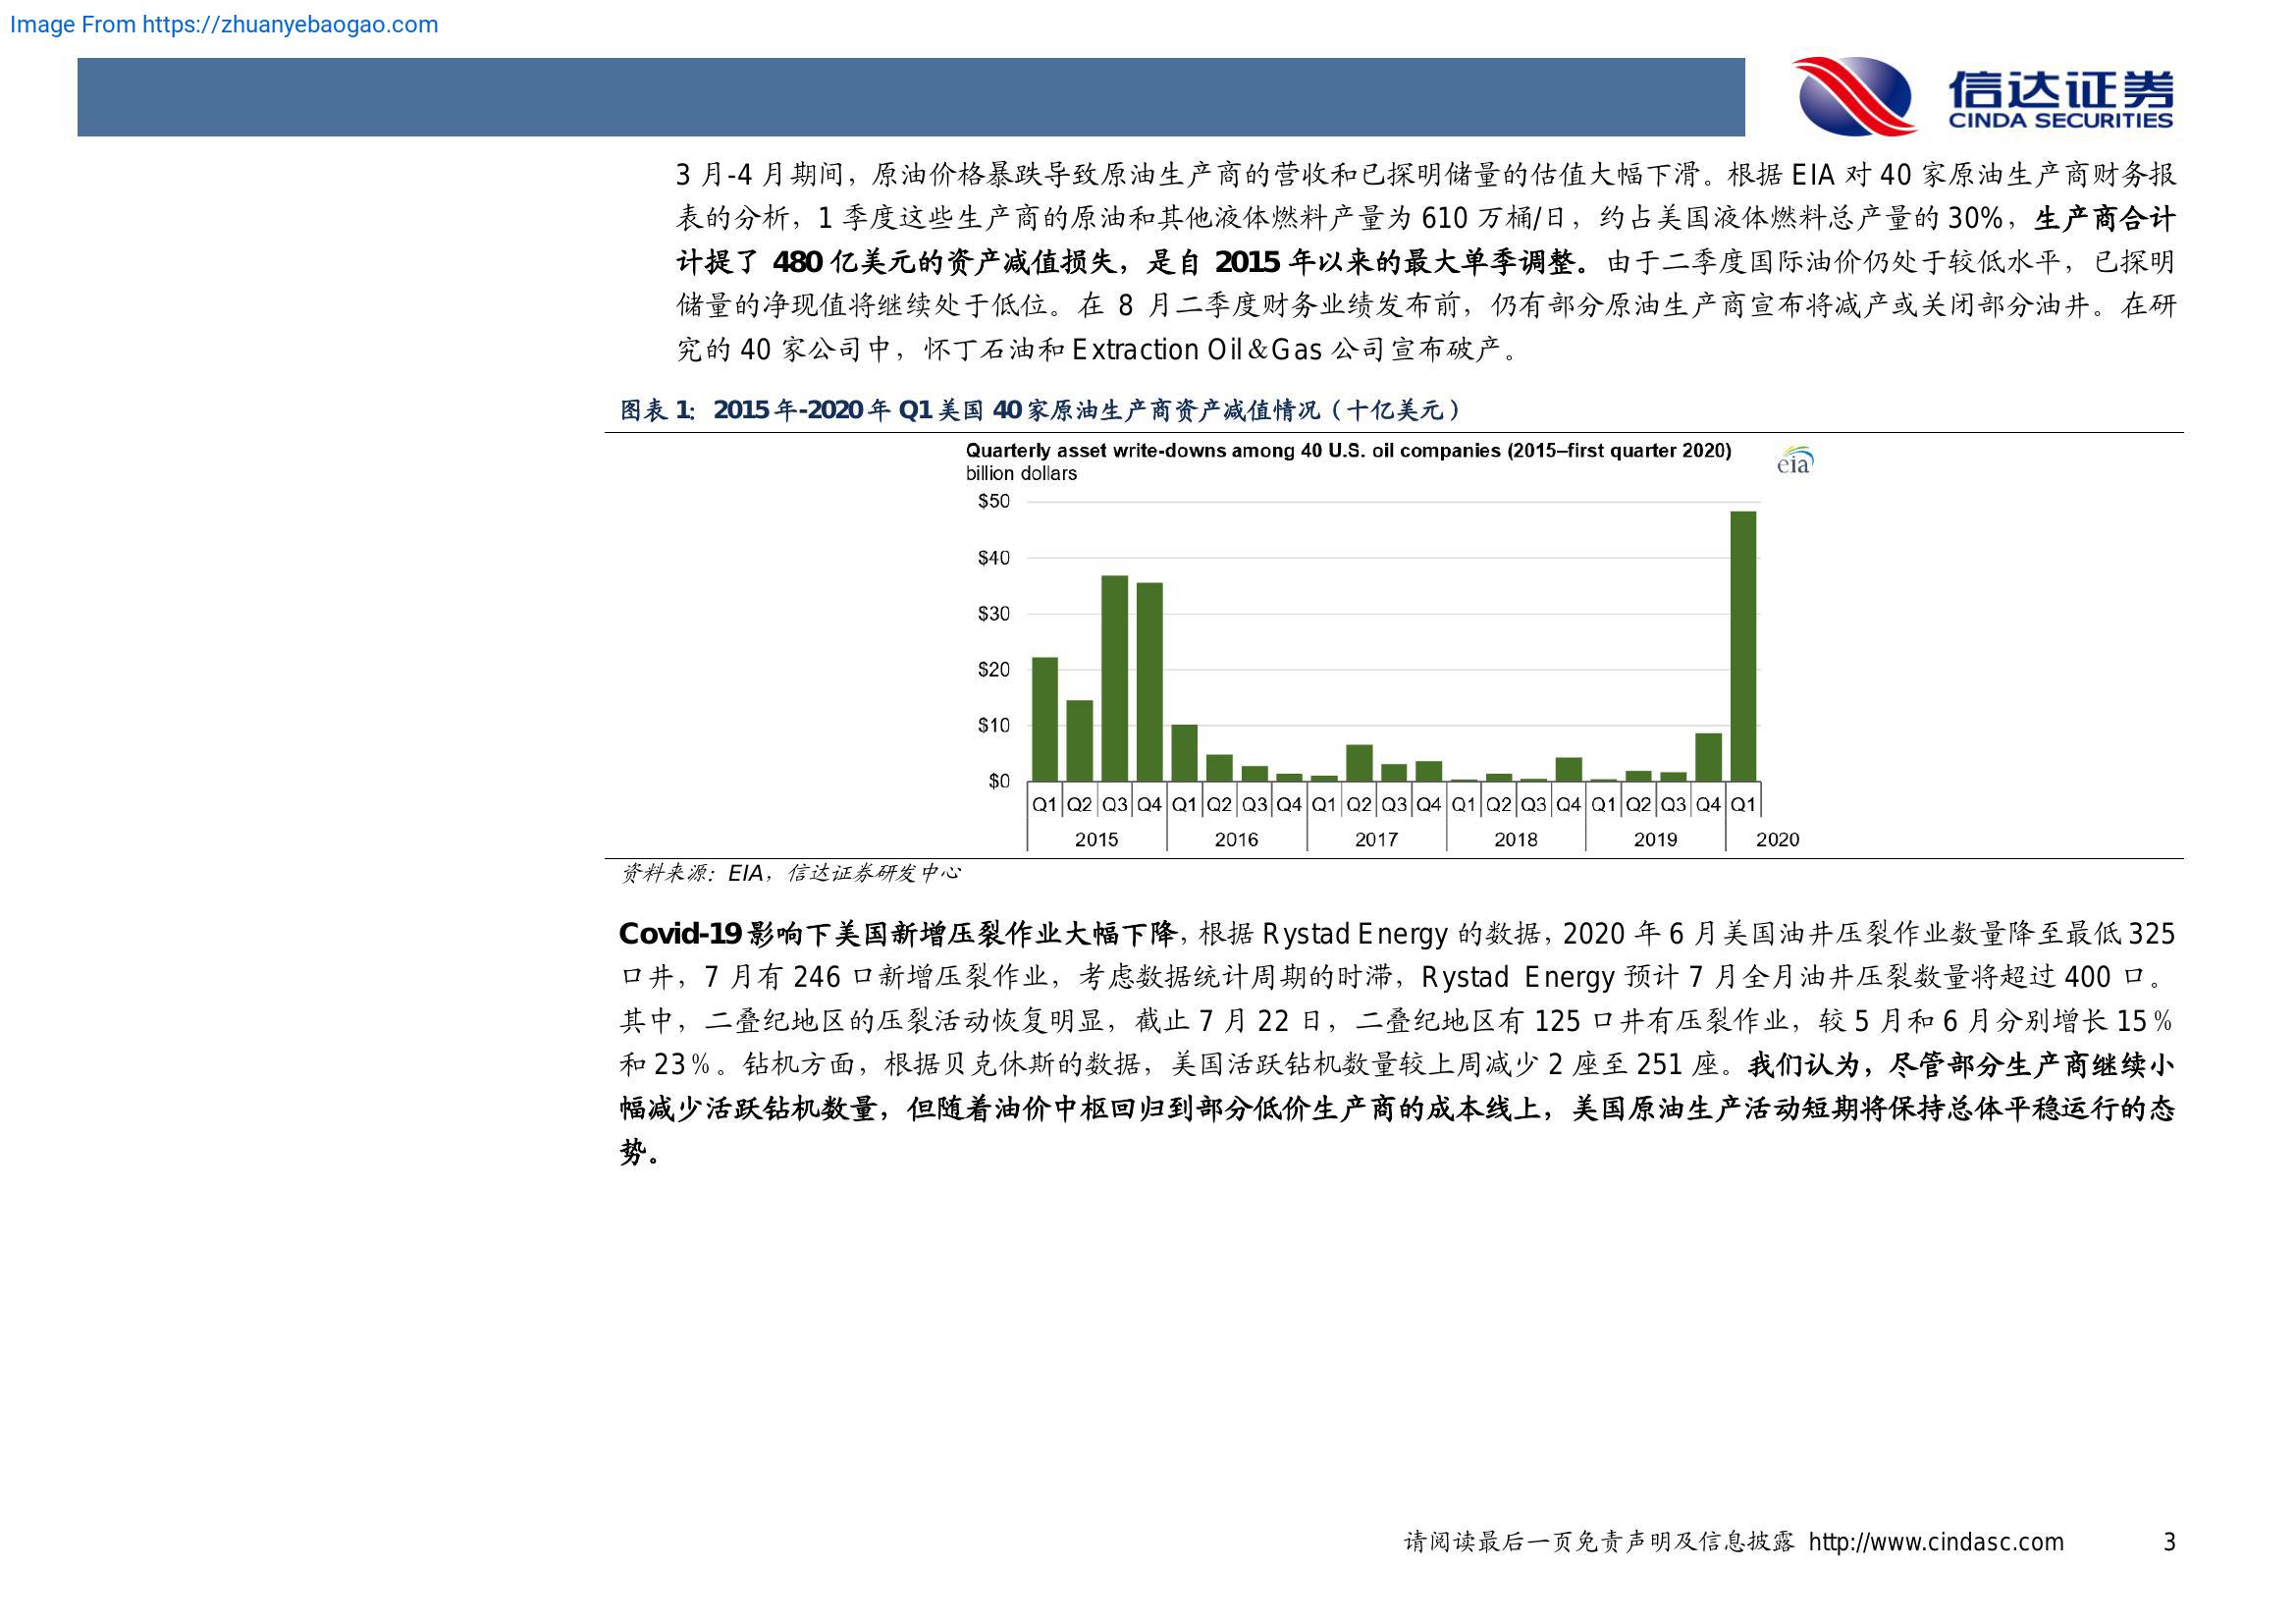 Image From https://zhuanyebaogao.com
信达证券
CINDA SECURITIES
3 月-4 月期间，原油价格暴跌导致原油生产商的营收和已探明储量的估值大幅下滑。根据 EIA 对 40 家原油生产商财务报
表的分析，1 季度这些生产商的原油和其他液体燃料产量为 610 万桶/日，约占美国液体燃料总产量的 30%，生产商合计
计提了 480 亿美元的资产减值损失，是自 2015 年以来的最大单季调整。由于二季度国际油价仍处于较低水平，已探明
储量的净现值将继续处于低位。在 8 月二季度财务业绩发布前，仍有部分原油生产商宣布将减产或关闭部分油井。在研
究的 40 家公司中，怀丁石油和 Extraction Oil&Gas 公司宣布破产。
图表 1： 2015 年-2020 年 Q1 美国 40 家原油生产商资产减值情况（十亿美元）
Quarterly asset write-downs among 40 U.S. oil companies (2015–first quarter 2020)
billion dollars
eia
$50
$40
$30
$20
$10
$0
Q1 Q2 Q3 Q4 Q1 Q2 Q3 Q4 Q1 Q2 Q3 Q4 Q1 Q2 Q3 Q4 Q1 Q2 Q3 Q4 Q1
2015 2016 2017 2018 2019 2020
资料来源：EIA，信达证券研发中心
Covid-19 影响下美国新增压裂作业大幅下降，根据 Rystad Energy 的数据，2020 年 6 月美国油井压裂作业数量降至最低 325
口井，7 月有 246 口新增压裂作业，考虑数据统计周期的时滞，Rystad Energy 预计 7 月全月油井压裂数量将超过 400 口。
其中，二叠纪地区的压裂活动恢复明显，截止 7 月 22 日，二叠纪地区有 125 口井有压裂作业，较 5 月和 6 月分别增长 15%
和 23%。钻机方面，根据贝克休斯的数据，美国活跃钻机数量较上周减少 2 座至 251 座。我们认为，尽管部分生产商继续小
幅减少活跃钻机数量，但随着油价中枢回归到部分低价生产商的成本线上，美国原油生产活动短期将保持总体平稳运行的态
势。
请阅读最后一页免责声明及信息披露 http://www.cindasc.com 3